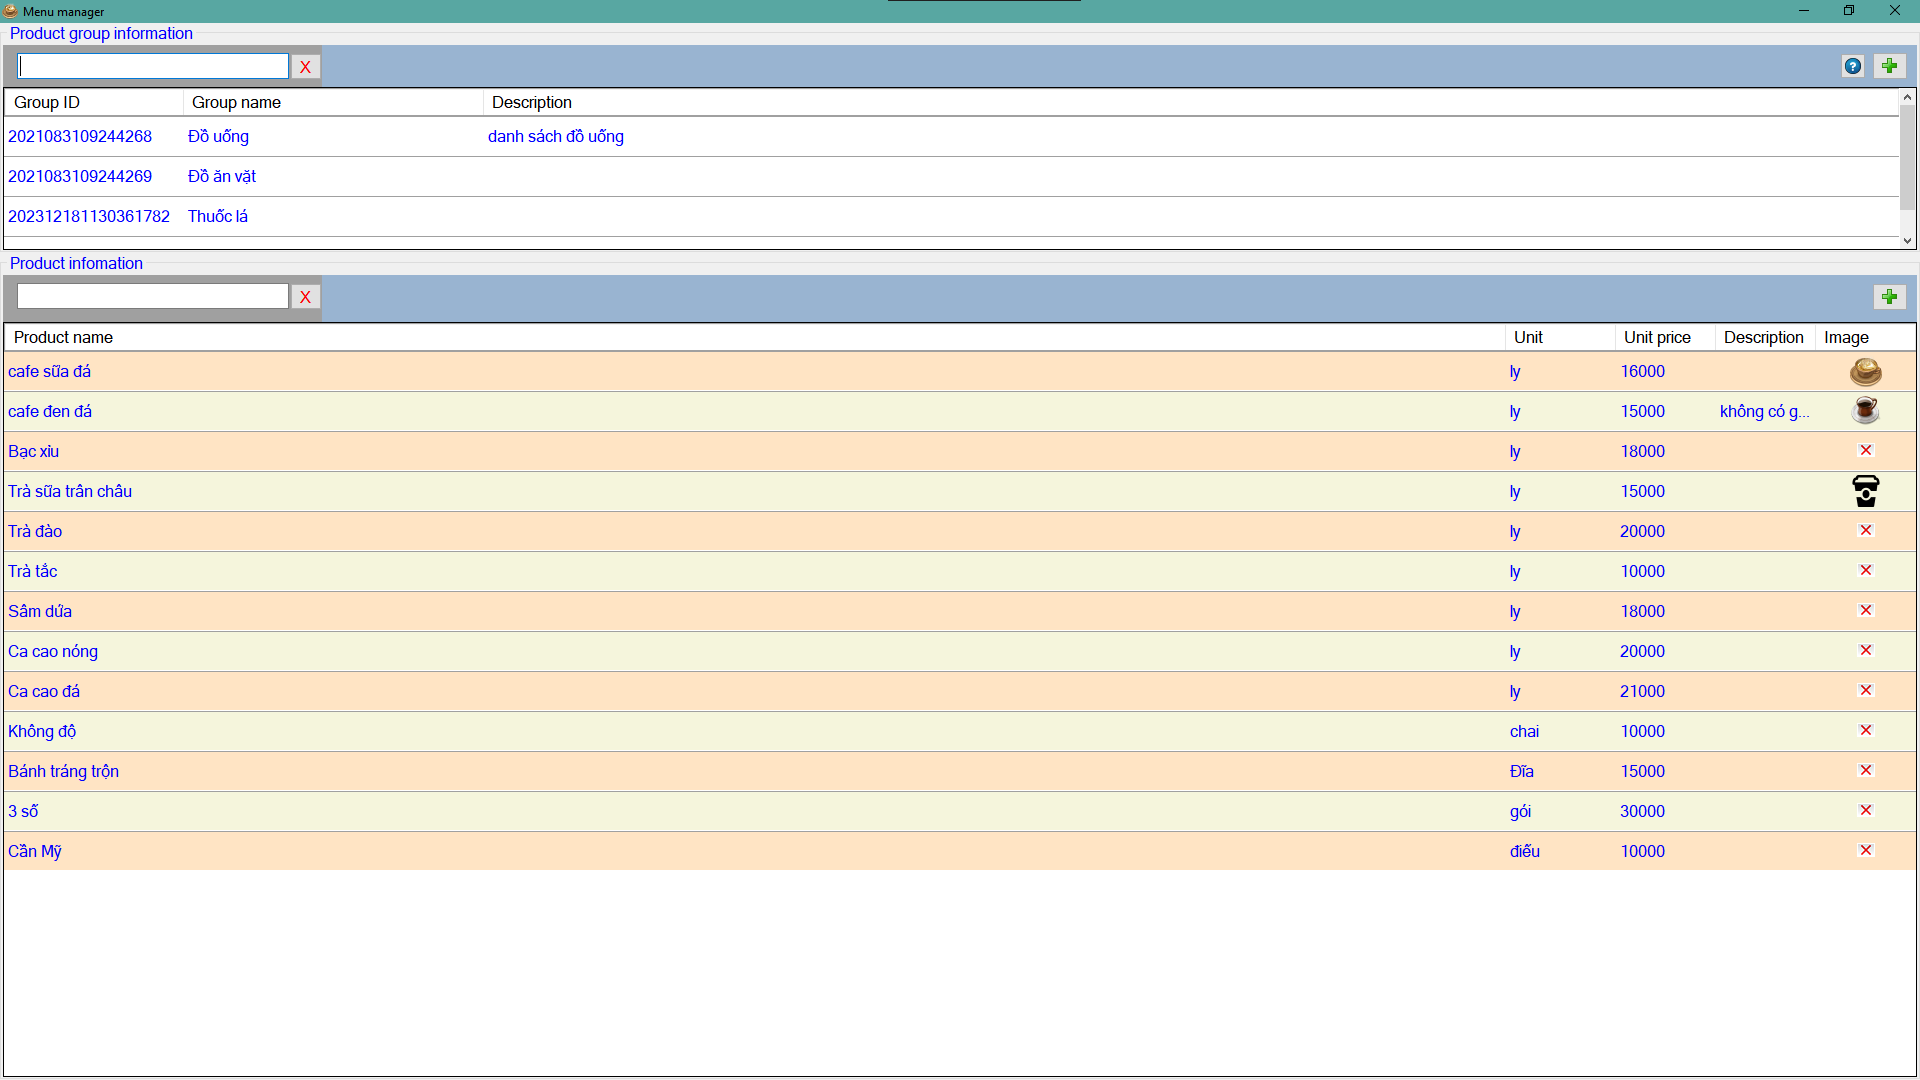 Menu manager
Product group information
X
Group ID Group name Description
2021083109244268 Đồ uống danh sách đồ uống
2021083109244269 Đồ ăn vặt
202312181130361782 Thuốc lá
Product infomation
X
Product name Unit Unit price Description Image
cafe sữa đá ly 16000
cafe đen đá ly 15000 không có g...
Bạc xỉu ly 18000
Trà sữa trân châu ly 15000
Trà đào ly 20000
Trà tắc ly 10000
Sâm dứa ly 18000
Ca cao nóng ly 20000
Ca cao đá ly 21000
Không độ chai 10000
Bánh tráng trộn Đĩa 15000
3 số gói 30000
Cần Mỹ điếu 10000